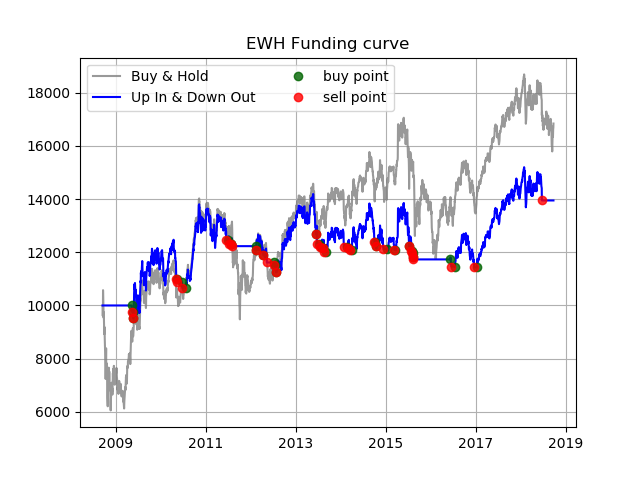 EWH Funding curve
Buy & Hold
Up In & Down Out
buy point
sell point
18000
16000
14000
12000
10000
8000
6000
2009 2011 2013 2015 2017 2019